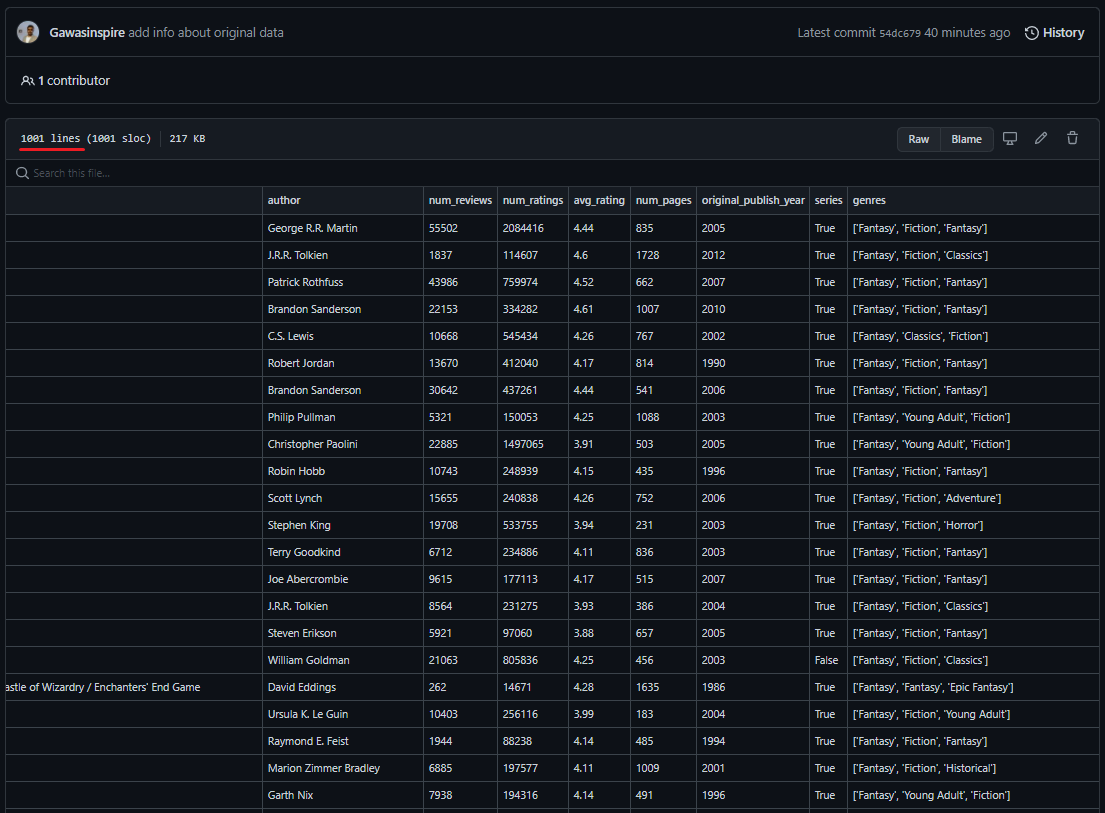 Gawasinspire add info about original data Latest commit 54dc679 40 minutes ago History
1 contributor
1001 lines (1001 sloc) 217 KB Raw Blame
Search this file...
author num_reviews num_ratings avg_rating num_pages original_publish_year series genres
George R.R. Martin 55502 2084416 4.44 835 2005 True ['Fantasy', 'Fiction', 'Fantasy']
J.R.R. Tolkien 1837 114607 4.6 1728 2012 True ['Fantasy', 'Fiction', 'Classics']
Patrick Rothfuss 43986 759974 4.52 662 2007 True ['Fantasy', 'Fiction', 'Fantasy']
Brandon Sanderson 22153 334282 4.61 1007 2010 True ['Fantasy', 'Fiction', 'Fantasy']
C.S. Lewis 10668 545434 4.26 767 2002 True ['Fantasy', 'Classics', 'Fiction']
Robert Jordan 13670 412040 4.17 814 1990 True ['Fantasy', 'Fiction', 'Fantasy']
Brandon Sanderson 30642 437261 4.44 541 2006 True ['Fantasy', 'Fiction', 'Fantasy']
Philip Pullman 5321 150053 4.25 1088 2003 True ['Fantasy', 'Young Adult', 'Fiction']
Christopher Paolini 22885 1497065 3.91 503 2005 True ['Fantasy', 'Young Adult', 'Fiction']
Robin Hobb 10743 248939 4.15 435 1996 True ['Fantasy', 'Fiction', 'Fantasy']
Scott Lynch 15655 240838 4.26 752 2006 True ['Fantasy', 'Fiction', 'Adventure']
Stephen King 19708 533755 3.94 231 2003 True ['Fantasy', 'Fiction', 'Horror']
Terry Goodkind 6712 234886 4.11 836 2003 True ['Fantasy', 'Fiction', 'Fantasy']
Joe Abercrombie 9615 177113 4.17 515 2007 True ['Fantasy', 'Fiction', 'Fantasy']
J.R.R. Tolkien 8564 231275 3.93 386 2004 True ['Fantasy', 'Fiction', 'Classics']
Steven Erikson 5921 97060 3.88 657 2005 True ['Fantasy', 'Fiction', 'Fantasy']
William Goldman 21063 805836 4.25 456 2003 False ['Fantasy', 'Fiction', 'Classics']
astle of Wizardry / Enchanters' End Game David Eddings 262 14671 4.28 1635 1986 True ['Fantasy', 'Fantasy', 'Epic Fantasy']
Ursula K. Le Guin 10403 256116 3.99 183 2004 True ['Fantasy', 'Fiction', 'Young Adult']
Raymond E. Feist 1944 88238 4.14 485 1994 True ['Fantasy', 'Fiction', 'Fantasy']
Marion Zimmer Bradley 6885 197577 4.11 1009 2001 True ['Fantasy', 'Fiction', 'Historical']
Garth Nix 7938 194316 4.14 491 1996 True ['Fantasy', 'Young Adult', 'Fiction']